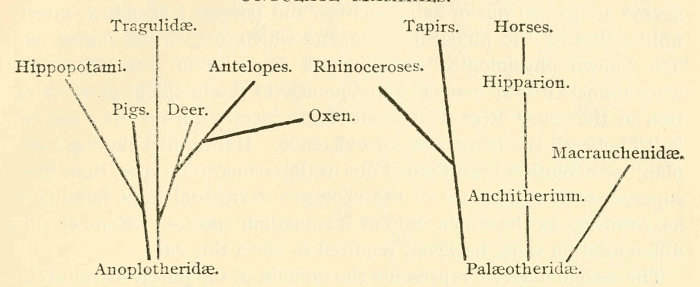 UNGULATE MAMMALS.
Tragulidæ. Tapirs. Horses.
Hippopotami. Antelopes. Rhinoceroses.
Hipparion.
Pigs. Deer. Oxen.
Macrauchenidæ.
Anchitherium.
Anoplotheridæ. Palæotheridæ.